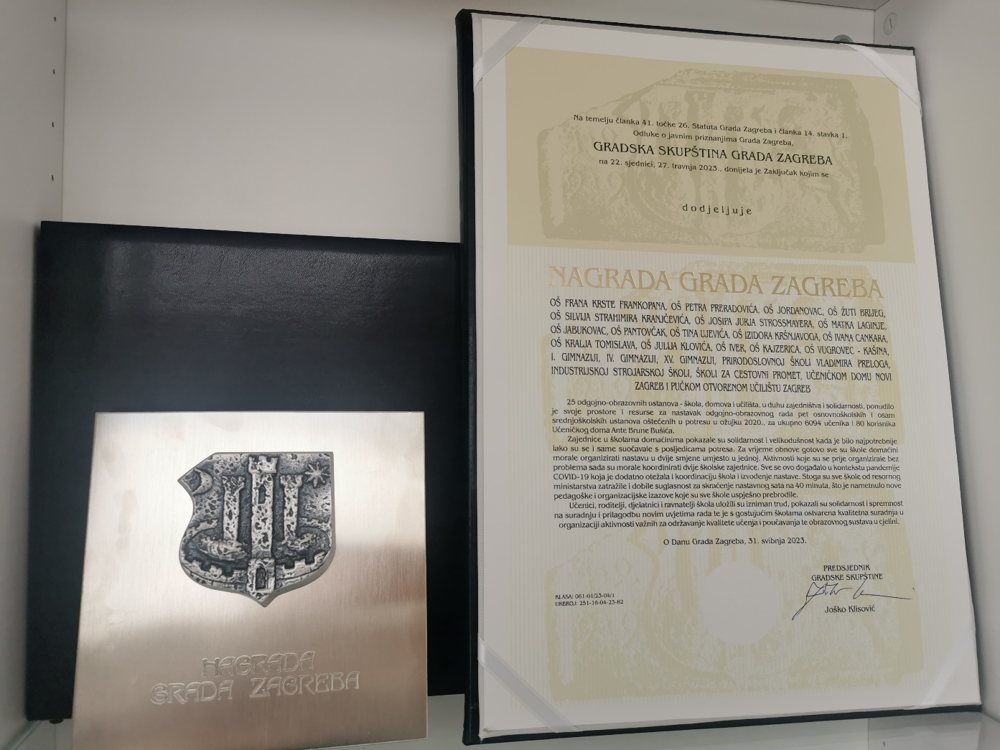 NAGRADA
GRADA ZAGREBA
Na temelju članka 41. točke 26. Statuta Grada Zagreba i članka 14. stavka 1.
Odluke o javnim priznanjima Grada Zagreba,
GRADSKA SKUPŠTINA GRADA ZAGREBA
na 22. sjednici, 27. travnja 2023., donijela je Zaključak kojim se
dodjeljuje
NAGRADA GRADA ZAGREBA
OŠ FRANA KRSTE FRANKOPANA, OŠ PETRA PRERADOVIĆA, OŠ JORDANOVAC, OŠ ŽUTI BRIJEG,
OŠ SILVIJA STRAHIMIRA KRANJČEVIĆA, OŠ JOSIPA JURJA STROSSMAYERA, OŠ MATKA LAGINJE,
OŠ JABUKOVAC, OŠ PANTOVČAK, OŠ TINA UJEVIĆA, OŠ IZIDORA KRŠNJAVOGA, OŠ IVANA CANKARA,
OŠ KRALJA TOMISLAVA, OŠ JULIJA KLOVIĆA, OŠ IVER, OŠ KAJZERICA, OŠ VUGROVEC - KAŠINA,
I. GIMNAZIJI, IV. GIMNAZIJI, XV. GIMNAZIJI, PRIRODOSLOVNOJ ŠKOLI VLADIMIRA PRELOGA,
INDUSTRIJSKOJ STROJARSKOJ ŠKOLI, ŠKOLI ZA CESTOVNI PROMET, UČENIČKOM DOMU NOVI
ZAGREB I PUČKOM OTVORENOM UČILIŠTU ZAGREB
25 odgojno-obrazovnih ustanova - škola, domova i učilišta, u duhu zajedništva i solidarnosti, ponudilo
je svoje prostore i resurse za nastavak odgojno-obrazovnog rada pet osnovnoškolskih i osam
srednjoškolskih ustanova oštećenih u potresu u ožujku 2020., za ukupno 6094 učenika i 80 korisnika
Učeničkog doma Ante Brune Bušića.
Zajednice u školama domaćinima pokazale su solidarnost i velikodušnost kada je bilo najpotrebnije
iako su se i same suočavale s posljedicama potresa. Za vrijeme obnove gotovo sve su škole domaćini
morale organizirati nastavu u dvije smjene umjesto u jednoj. Aktivnosti koje su se prije organizirale bez
problema sada su morale koordinirati dvije školske zajednice. Sve se ovo događalo u kontekstu pandemije
COVID-19 koja je dodatno otežala i koordinaciju škola i izvođenje nastave. Stoga su sve škole od resornog
ministarstva zatražile i dobile suglasnost za skraćenje nastavnog sata na 40 minuta, što je nametnulo nove
pedagoške i organizacijske izazove koje su sve škole uspješno prebrodile.
Učenici, roditelji, djelatnici i ravnatelji škola uložili su izniman trud, pokazali su solidarnost i spremnost
na suradnju i prilagodbu novim uvjetima rada te je s gostujućim školama ostvarena kvalitetna suradnja u
organizaciji aktivnosti važnih za održavanje kvalitete učenja i poučavanja te obrazovnog sustava u cjelini.
O Danu Grada Zagreba, 31. svibnja 2023.
PREDSJEDNIK
GRADSKE SKUPŠTINE
KLASA: 061-01/23-04/1
URBROJ: 251-16-04-23-82
Joško Klisović